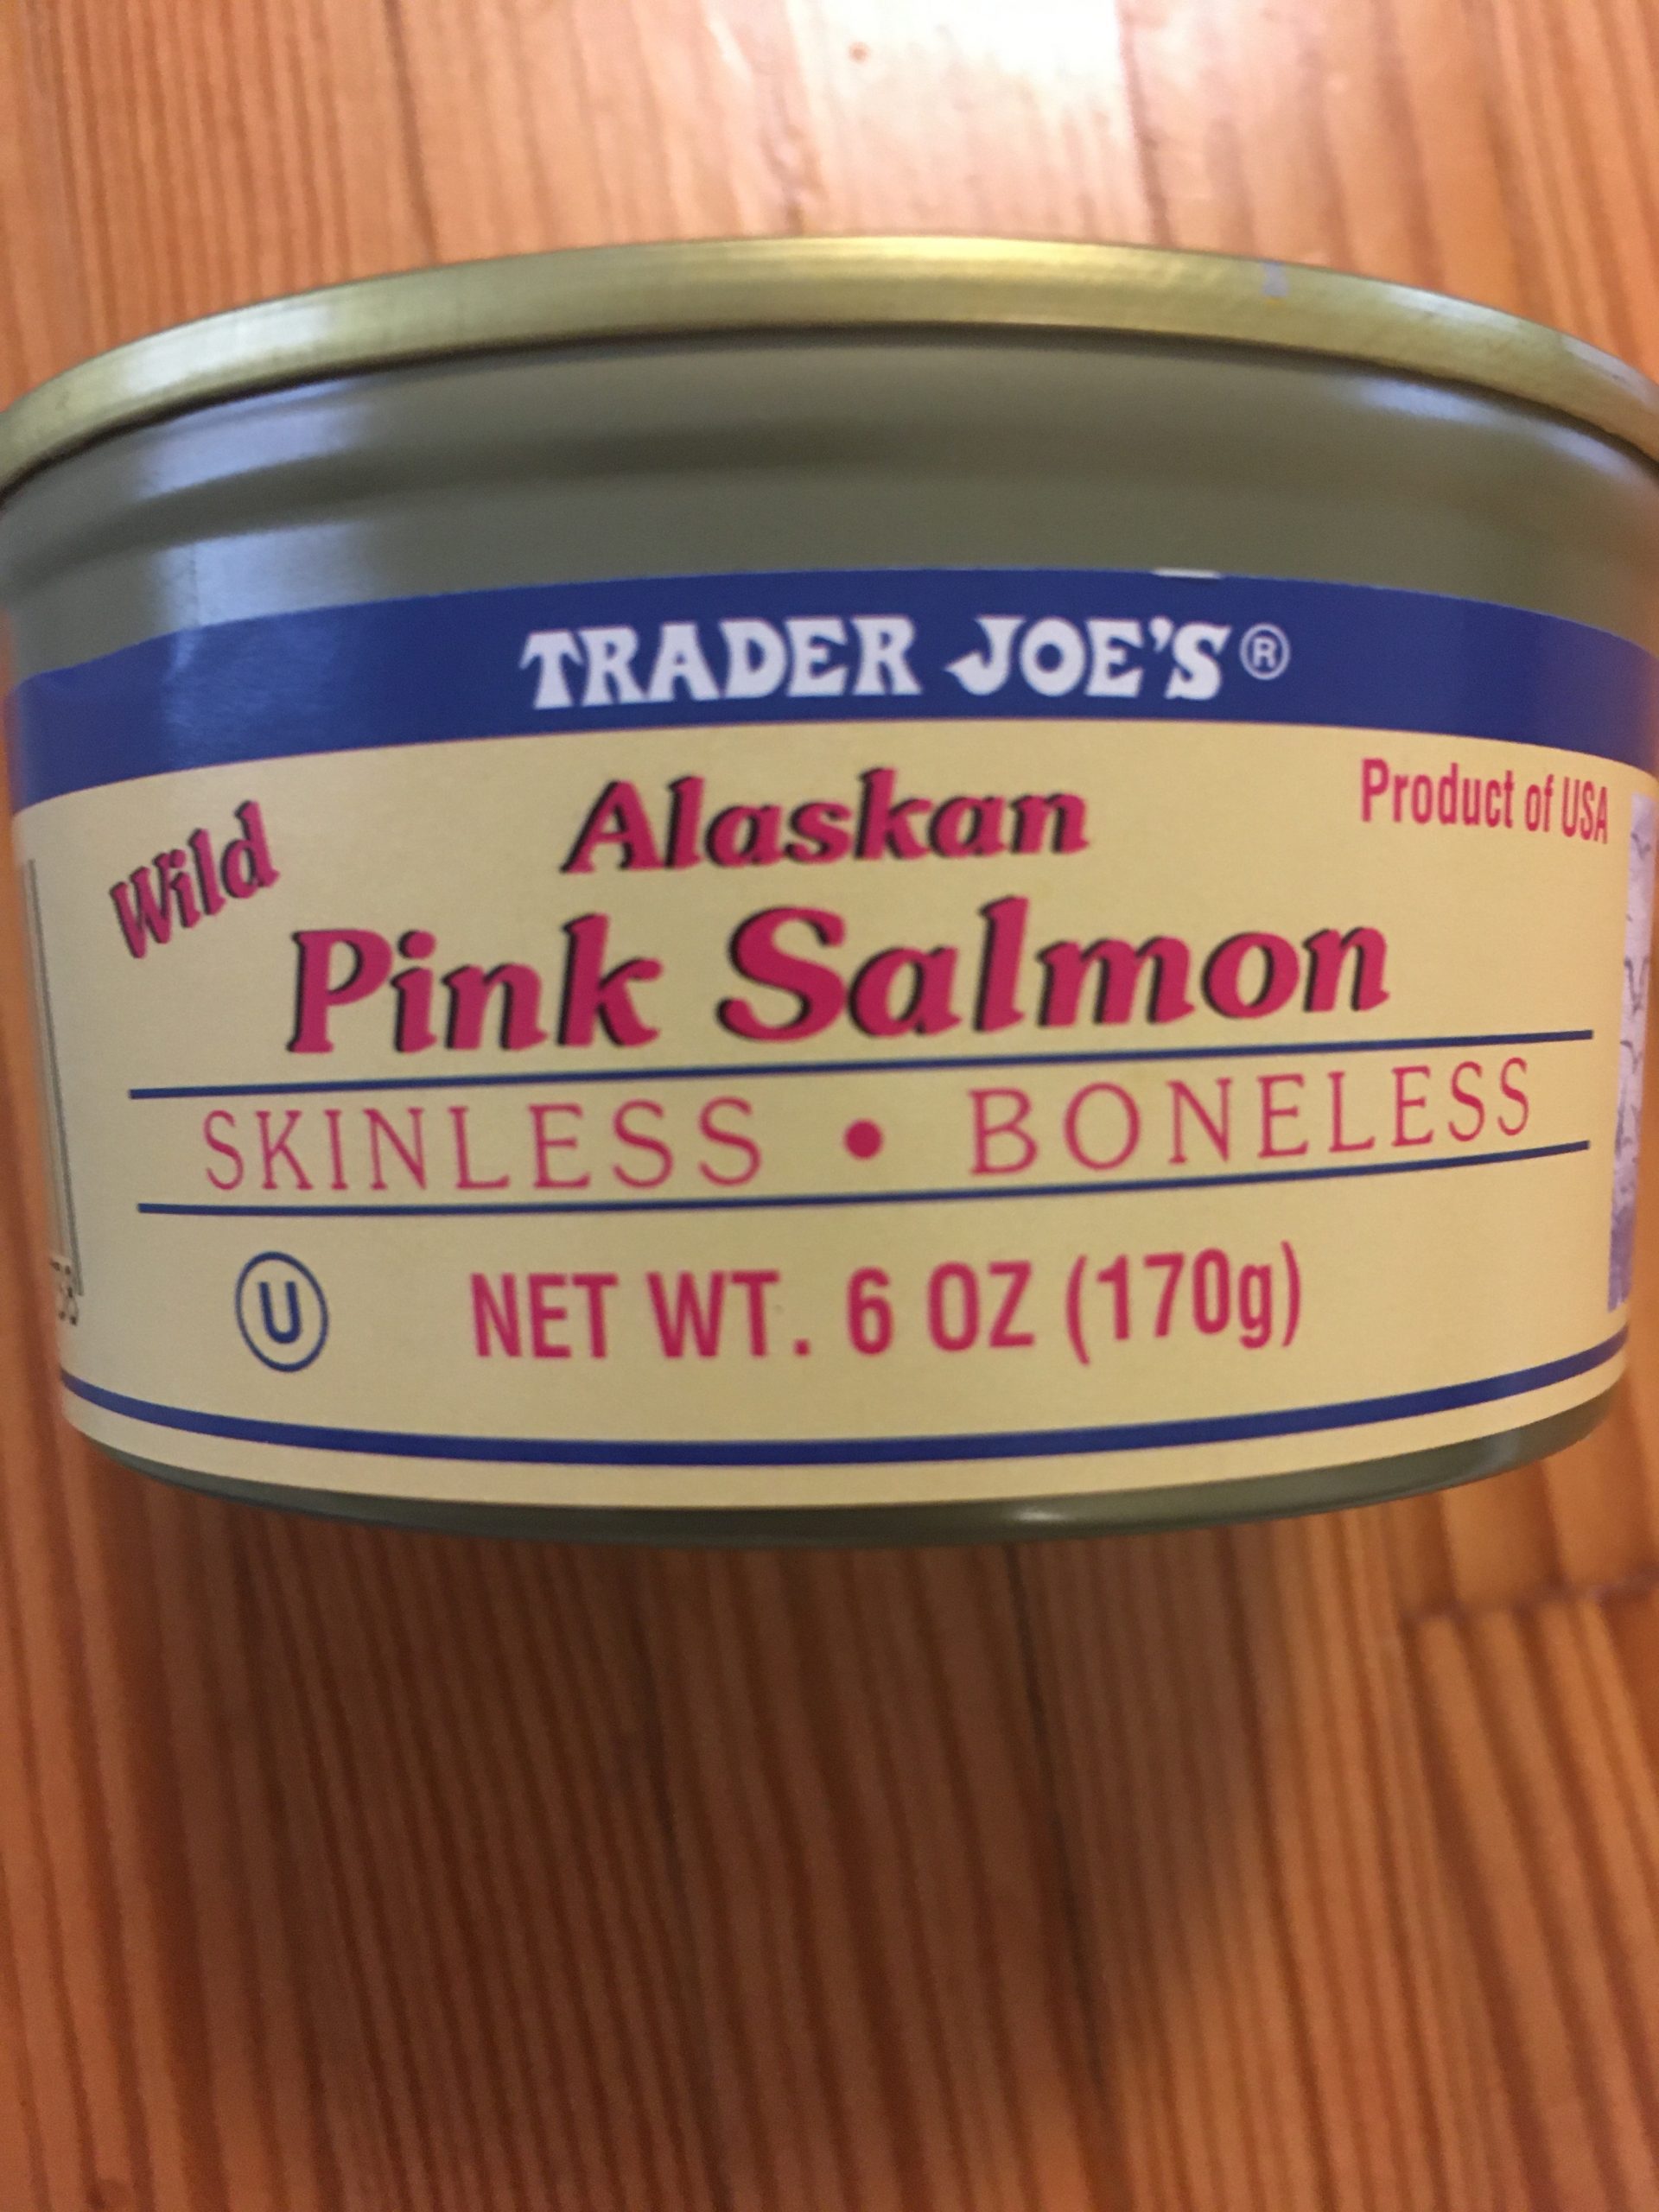 TRADER JOE'S®
Wild
Alaskan
Product of USA
Pink Salmon
SKINLESS • BONELESS
U
NET WT. 6 OZ (170g)